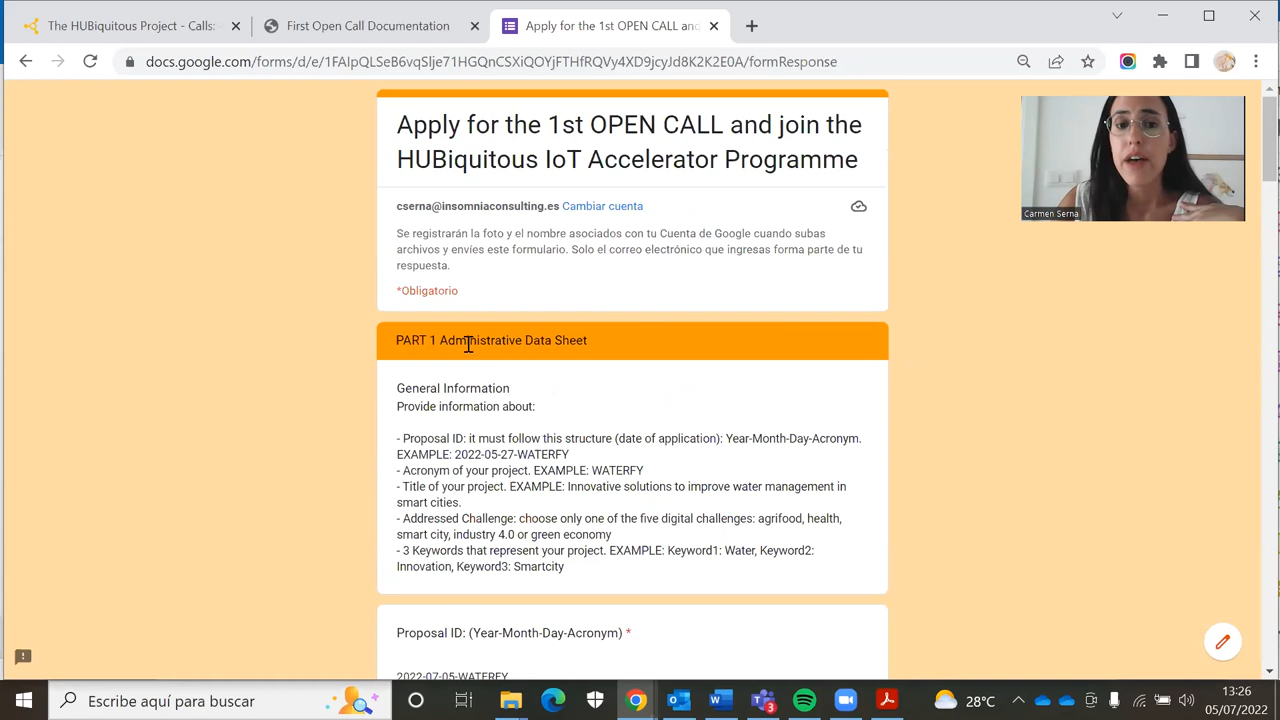 The HUBiquitous Project - Calls:
First Open Call Documentation
Apply for the 1st OPEN CALL and
docs.google.com/forms/d/e/1FAIpQLSeB6vqSlje71HGQnCSXiQOYjFTHfRQVy4XD9jcyJd8K2K2E0A/formResponse
Apply for the 1st OPEN CALL and join the
HUBiquitous IoT Accelerator Programme
cserna@insomniaconsulting.es Cambiar cuenta
Se registrarán la foto y el nombre asociados con tu Cuenta de Google cuando subas
archivos y envíes este formulario. Solo el correo electrónico que ingresas forma parte de tu
respuesta.
*Obligatorio
Carmen Serna
PART 1 Administrative Data Sheet
General Information
Provide information about:
- Proposal ID: it must follow this structure (date of application): Year-Month-Day-Acronym.
EXAMPLE: 2022-05-27-WATERFY
- Acronym of your project. EXAMPLE: WATERFY
- Title of your project. EXAMPLE: Innovative solutions to improve water management in
smart cities.
- Addressed Challenge: choose only one of the five digital challenges: agrifood, health,
smart city, industry 4.0 or green economy
- 3 Keywords that represent your project. EXAMPLE: Keyword1: Water, Keyword2:
Innovation, Keyword3: Smartcity
Proposal ID: (Year-Month-Day-Acronym) *
2022-07-05-WATERFY
Escribe aquí para buscar
3
28°C
13:26
05/07/2022